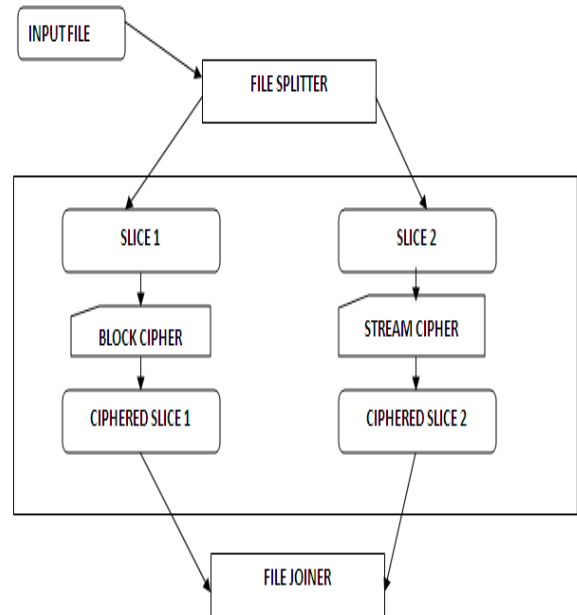 INPUT FILE
FILE SPLITTER
SLICE 1
SLICE 2
BLOCK CIPHER
STREAM CIPHER
CIPHERED SLICE 1
CIPHERED SLICE 2
FILE JOINER